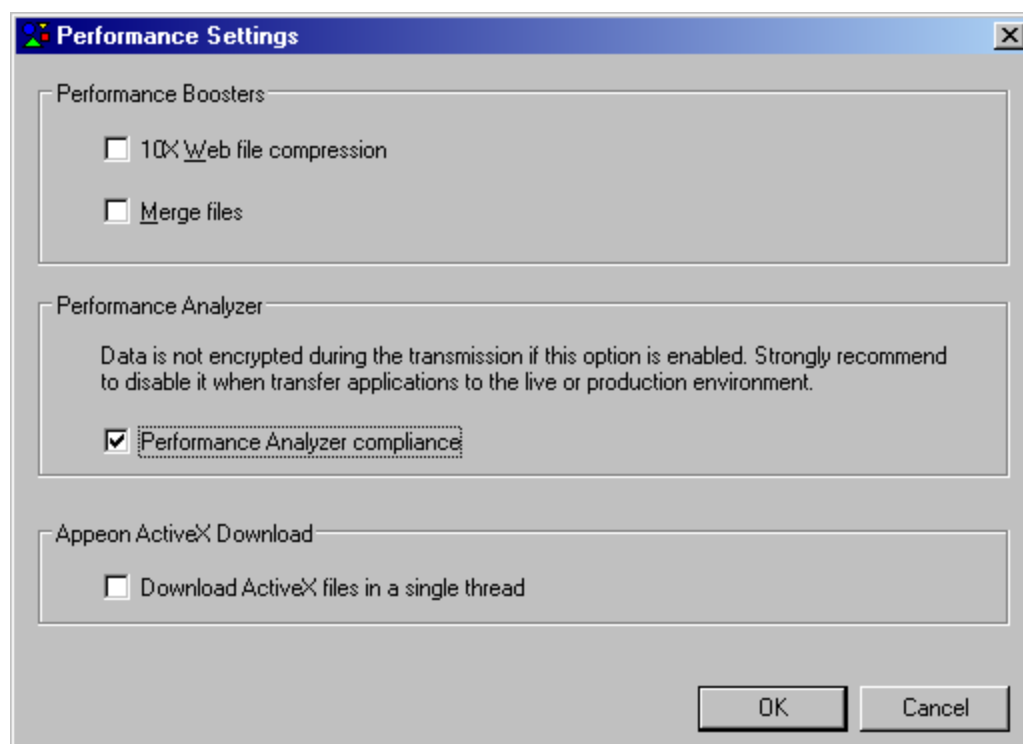 Performance Settings
Performance Boosters
10X Web file compression
Merge files
Performance Analyzer
Data is not encrypted during the transmission if this option is enabled. Strongly recommend
to disable it when transfer applications to the live or production environment.
Performance Analyzer compliance
Appeon ActiveX Download
Download ActiveX files in a single thread
OK
Cancel